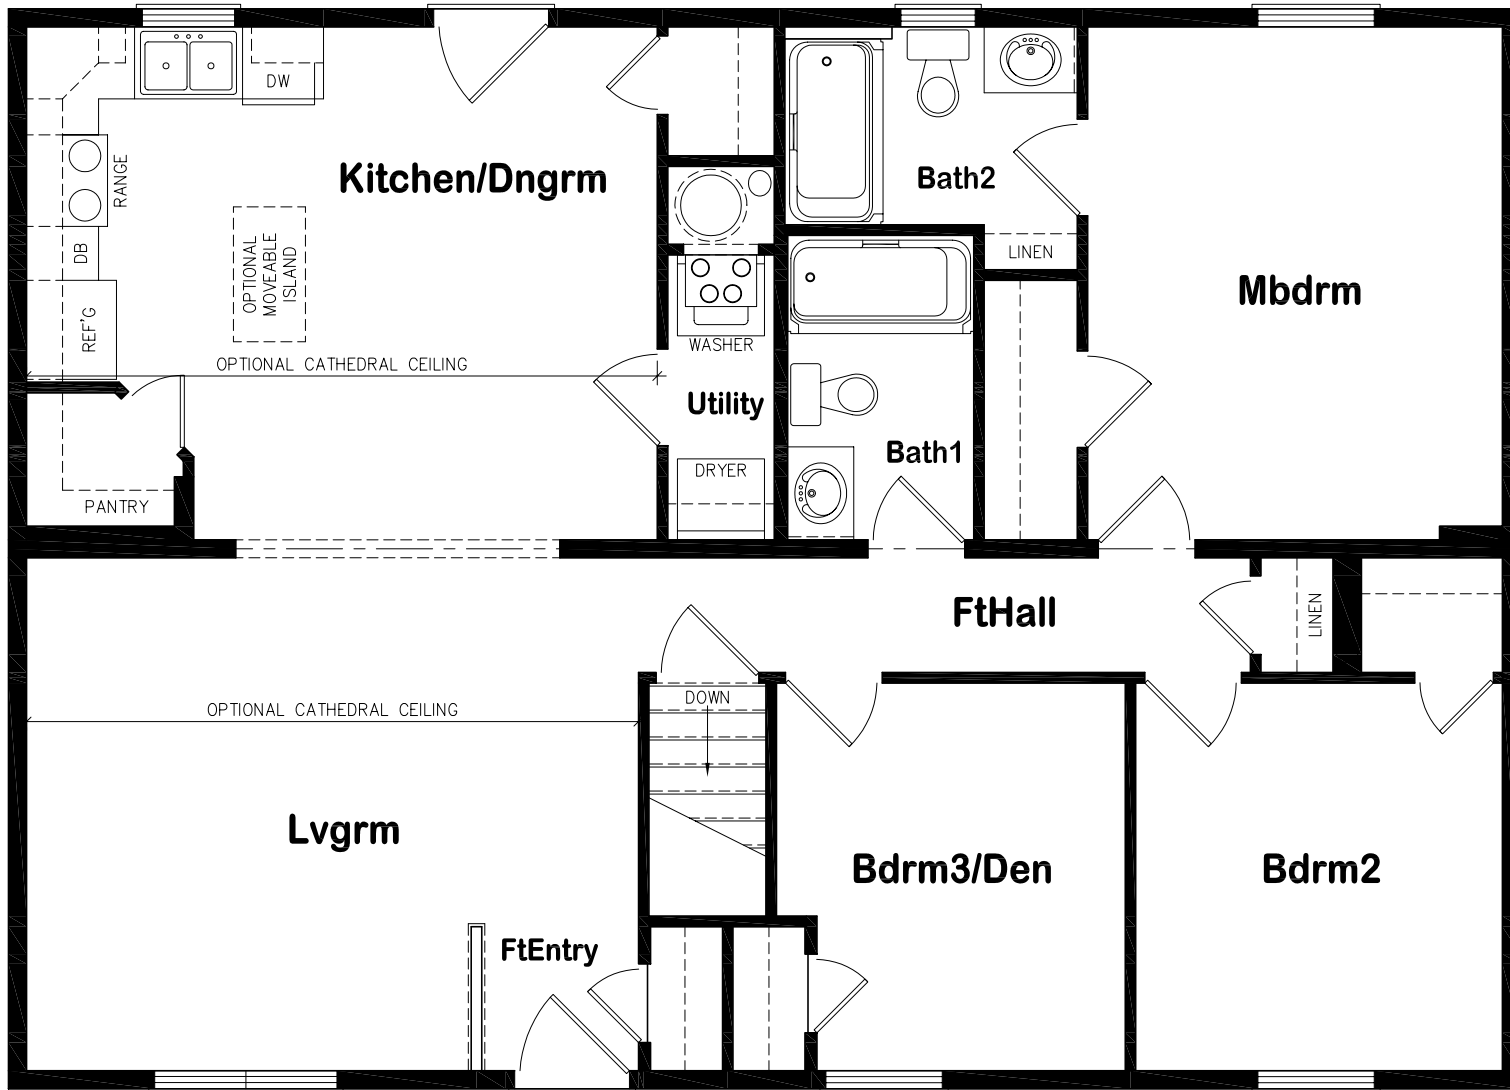 DW
RANGE
Kitchen/Dngrm
Bath2
DB
OPTIONAL
MOVEABLE
ISLAND
LINEN
Mbdrm
REF'G
WASHER
OPTIONAL CATHEDRAL CEILING
Utility
Bath1
DRYER
PANTRY
FtHall
LINEN
DOWN
OPTIONAL CATHEDRAL CEILING
Lvgrm
Bdrm3/Den
Bdrm2
FtEntry